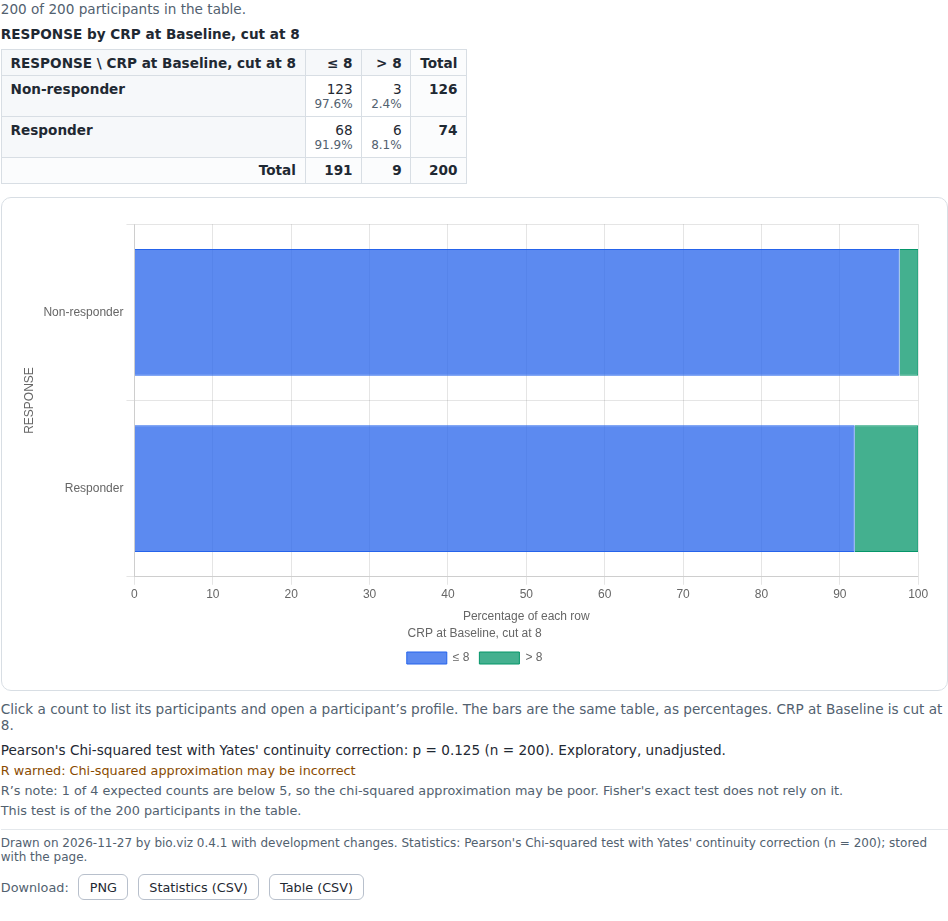 200 of 200 participants in the table.
RESPONSE by CRP at Baseline, cut at 8
RESPONSE \ CRP at Baseline, cut at 8 ≤ 8 > 8 Total
Non-responder 123 3 126
97.6% 2.4%
Responder 68 6 74
91.9% 8.1%
Total 191 9 200
Non-responder
RESPONSE
Responder
0 10 20 30 40 50 60 70 80 90 100
Percentage of each row
CRP at Baseline, cut at 8
≤ 8 > 8
Click a count to list its participants and open a participant’s profile. The bars are the same table, as percentages. CRP at Baseline is cut at
8.
Pearson's Chi-squared test with Yates' continuity correction: p = 0.125 (n = 200). Exploratory, unadjusted.
R warned: Chi-squared approximation may be incorrect
R’s note: 1 of 4 expected counts are below 5, so the chi-squared approximation may be poor. Fisher's exact test does not rely on it.
This test is of the 200 participants in the table.
Drawn on 2026-11-27 by bio.viz 0.4.1 with development changes. Statistics: Pearson's Chi-squared test with Yates' continuity correction (n = 200); stored
with the page.
Download: PNG Statistics (CSV) Table (CSV)